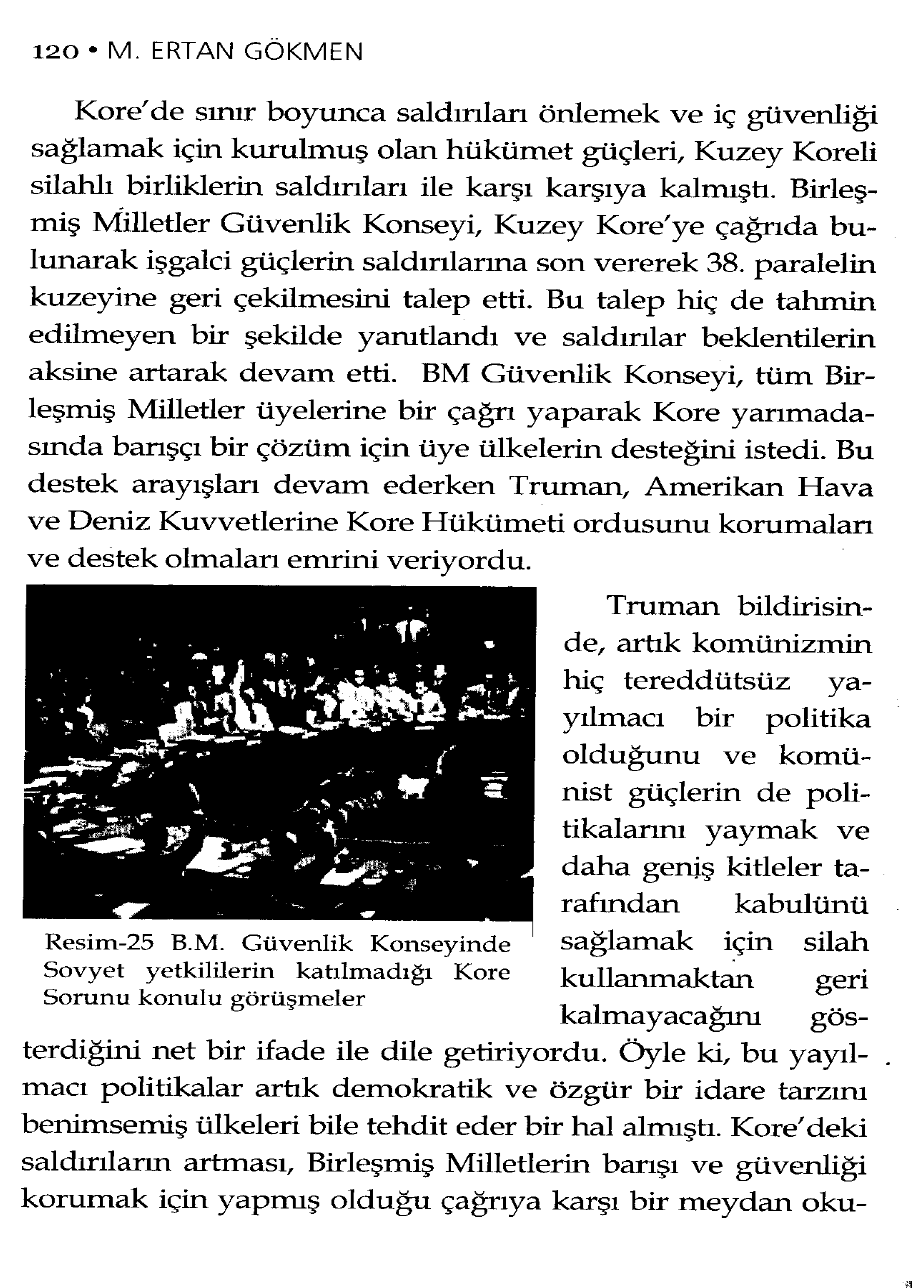 120 • M. ERTAN GÖKMEN
Kore'de sınır boyunca saldırıları önlemek ve iç güvenliği
sağlamak için kurulmuş olan hükümet güçleri, Kuzey Koreli
silahlı birliklerin saldırıları ile karşı karşıya kalmıştı. Birleş-
miş Milletler Güvenlik Konseyi, Kuzey Kore'ye çağrıda bu-
lunarak işgalci güçlerin saldırılarına son vererek 38. paralelin
kuzeyine geri çekilmesini talep etti. Bu talep hiç de tahmin
edilmeyen bir şekilde yanıtlandı ve saldırılar beklentilerin
aksine artarak devam etti. BM Güvenlik Konseyi, tüm Bir-
leşmiş Milletler üyelerine bir çağrı yaparak Kore yarımada-
sında barışçı bir çözüm için üye ülkelerin desteğini istedi. Bu
destek arayışları devam ederken Truman, Amerikan Hava
ve Deniz Kuvvetlerine Kore Hükümeti ordusunu korumaları
ve destek olmaları emrini veriyordu.
Truman bildirisin-
de, artık komünizmin
hiç tereddütsüz ya-
yılmacı bir politika
olduğunu ve komü-
nist güçlerin de poli-
tikalarını yaymak ve
daha geniş kitleler ta-
rafından kabulünü
sağlamak için silah
kullanmaktan geri
kalmayacağını gös-
Resim-25 B.M. Güvenlik Konseyinde
Sovyet yetkililerin katılmadığı Kore
Sorunu konulu görüşmeler
terdiğini net bir ifade ile dile getiriyordu. Öyle ki, bu yayıl-
macı politikalar artık demokratik ve özgür bir idare tarzını
benimsemiş ülkeleri bile tehdit eder bir hal almıştı. Kore'deki
saldırıların artması, Birleşmiş Milletlerin barışı ve güvenliği
korumak için yapmış olduğu çağrıya karşı bir meydan oku-